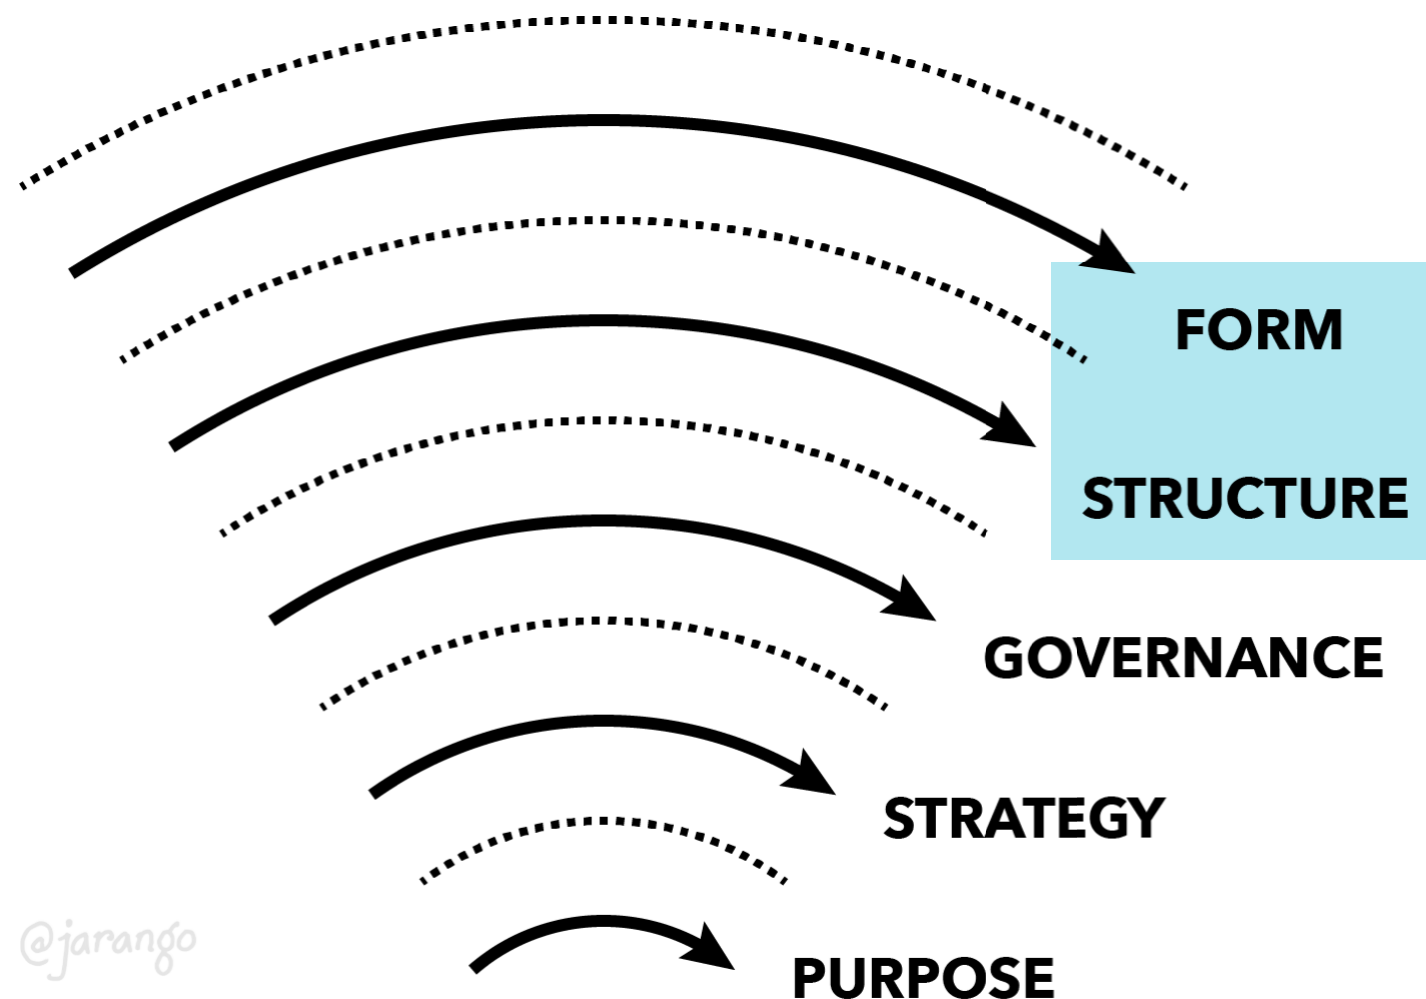 FORM
STRUCTURE
GOVERNANCE
STRATEGY
@jarango
PURPOSE